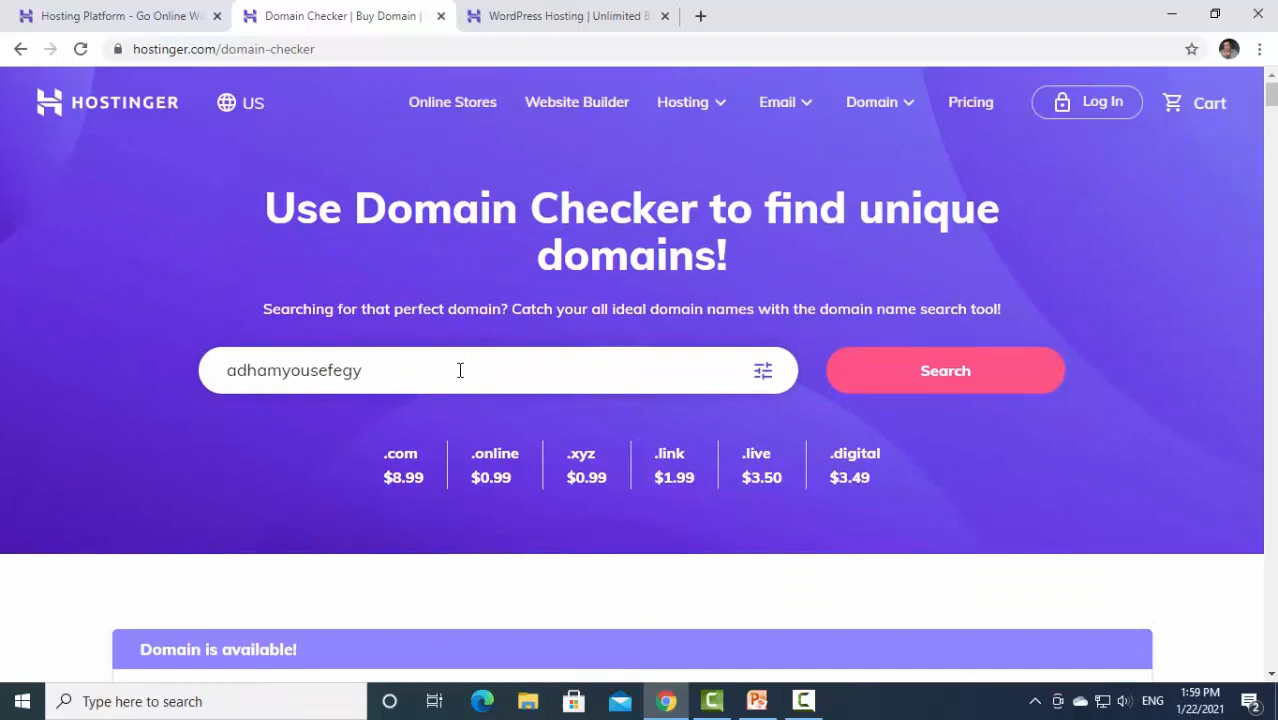 Hosting Platform - Go Online W
Domain Checker | Buy Domain |
WordPress Hosting | Unlimited B
hostinger.com/domain-checker
HOSTINGER
US
Online Stores
Website Builder
Hosting
Email
Domain
Pricing
Log In
Cart
Use Domain Checker to find unique
domains!
Searching for that perfect domain? Catch your all ideal domain names with the domain name search tool!
adhamyousefegy
Search
.com
$8.99
.online
$0.99
.xyz
$0.99
.link
$1.99
.live
$3.50
.digital
$3.49
Domain is available!
Type here to search
ENG
1:59 PM
1/22/2021
2